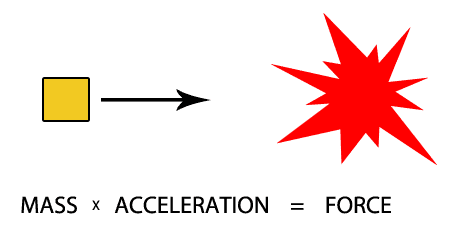 MASS x ACCELERATION = FORCE